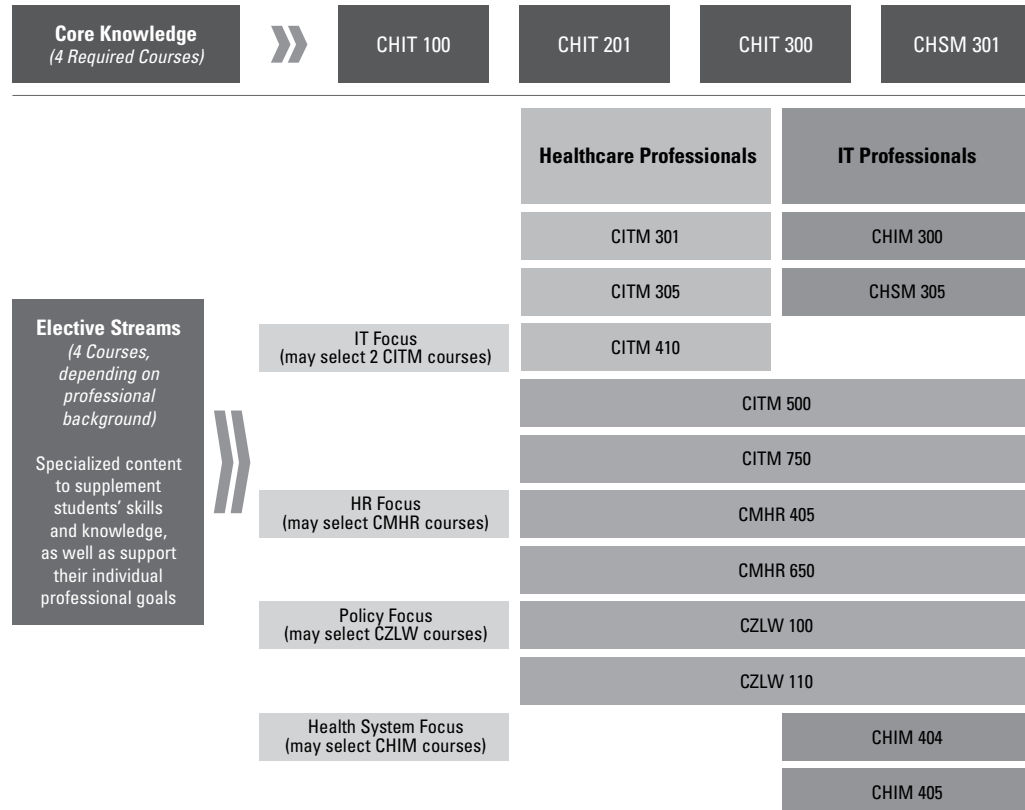 Core Knowledge
(4 Required Courses)
CHIT 100
CHIT 201
CHIT 300
CHSM 301
Healthcare Professionals
IT Professionals
CITM 301
CHIM 300
CITM 305
CHSM 305
Elective Streams
(4 Courses,
depending on
professional
background)
Specialized content
to supplement
students’ skills
and knowledge,
as well as support
their individual
professional goals
IT Focus
(may select 2 CITM courses)
CITM 410
CITM 500
CITM 750
HR Focus
(may select CMHR courses)
CMHR 405
CMHR 650
Policy Focus
(may select CZLW courses)
CZLW 100
CZLW 110
Health System Focus
(may select CHIM courses)
CHIM 404
CHIM 405